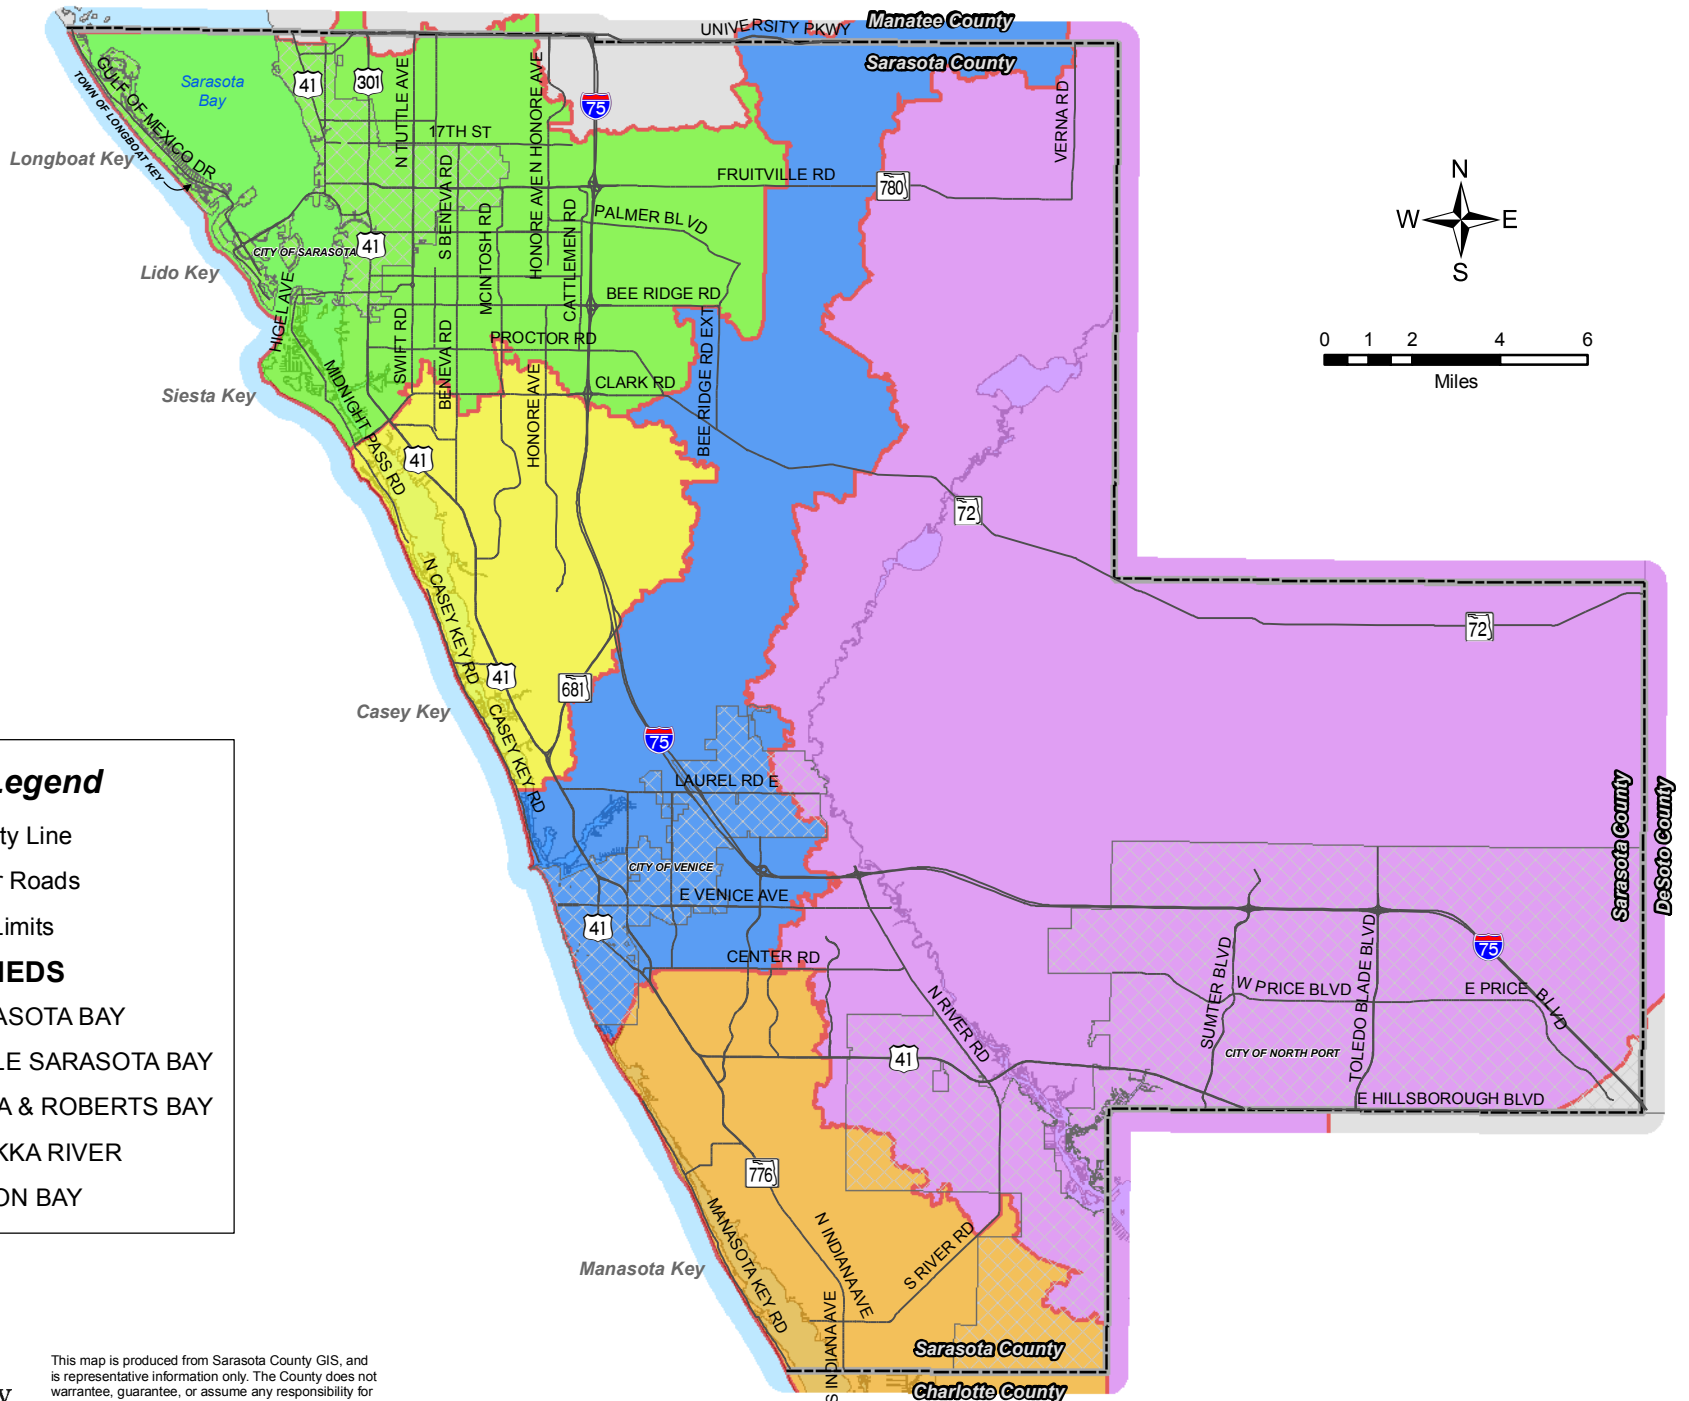 UNIVERSITY PKWY
Manatee County
Sarasota County
GULF OF MEXICO DR
TOWN OF LONGBOAT KEY
Sarasota
Bay
41
301
N TUTTLE AVE
N HONORE AVE
75
VERNA RD
17TH ST
Longboat Key
S BENEVA RD
FRUITVILLE RD
780
HONORE AVE
PALMER BLVD
MCINTOSH RD
CATTLEMEN RD
CITY OF SARASOTA
41
Lido Key
HIGEL AVE
BEE RIDGE RD
SWIFT RD
BENEVA RD
PROCTOR RD
BEE RIDGE RD EXT
MIDNIGHT PASS RD
CLARK RD
Siesta Key
HONORE AVE
41
72
N CASEY KEY RD
72
41
681
Casey Key
CASEY KEY RD
75
LAUREL RD E
CITY OF VENICE
E VENICE AVE
41
CENTER RD
N RIVER RD
SUMTER BLVD
W PRICE BLVD
TOLEDO BLADE BLVD
E PRICE BLVD
75
Sarasota County
DeSoto County
41
CITY OF NORTH PORT
E HILLSBOROUGH BLVD
776
MANASOTA KEY RD
N INDIANA AVE
S RIVER RD
Manasota Key
S INDIANA AVE
Sarasota County
Charlotte County
N
W
E
S
0 1 2 4 6
Miles
egend
ty Line
r Roads
Limits
HEDS
ASOTA BAY
LE SARASOTA BAY
A & ROBERTS BAY
KKA RIVER
ON BAY
This map is produced from Sarasota County GIS, and
is representative information only. The County does not
warrantee, guarantee, or assume any responsibility for
y